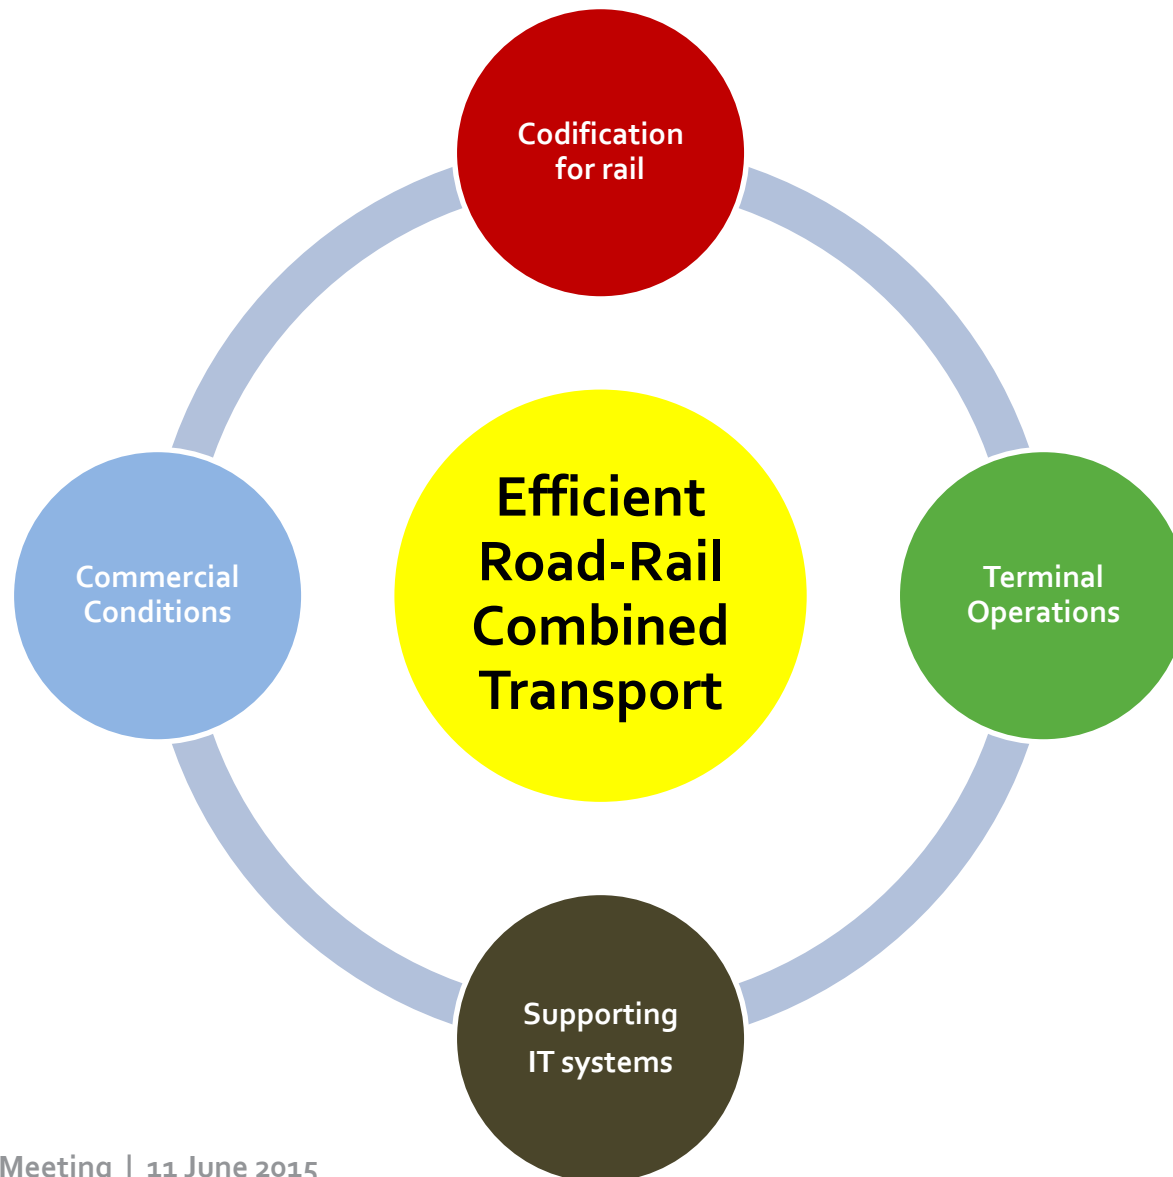 Codification
for rail
Efficient
Road-Rail
Combined
Transport
Commercial
Conditions
Terminal
Operations
Supporting
IT systems
Meeting | 11 June 2015